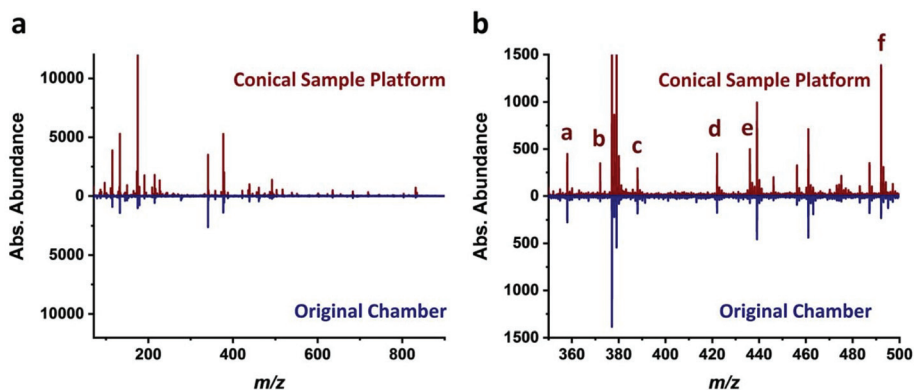 a
Abs. Abundance
10000
5000
0
5000
10000
Conical Sample Platform
Original Chamber
200
400
600
800
m/z
b
Abs. Abundance
1500
1000
500
0
500
1000
1500
Conical Sample Platform
a
b
c
d
e
f
Original Chamber
360
380
400
420
440
460
480
500
m/z